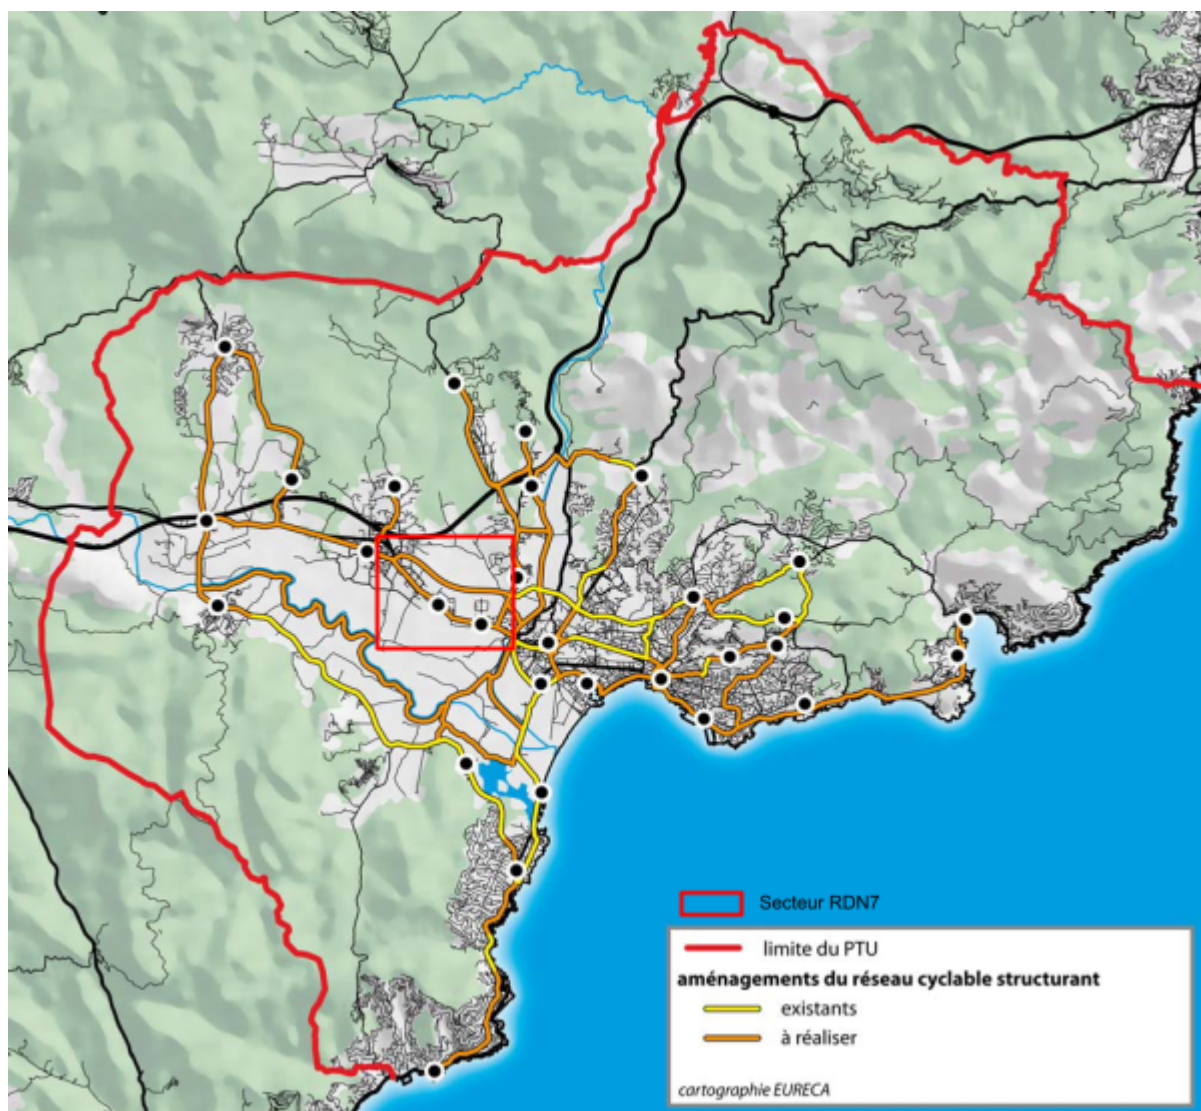 Secteur RDN7
limite du PTU
aménagements du réseau cyclable structurant
existants
à réaliser
cartographie EURECA